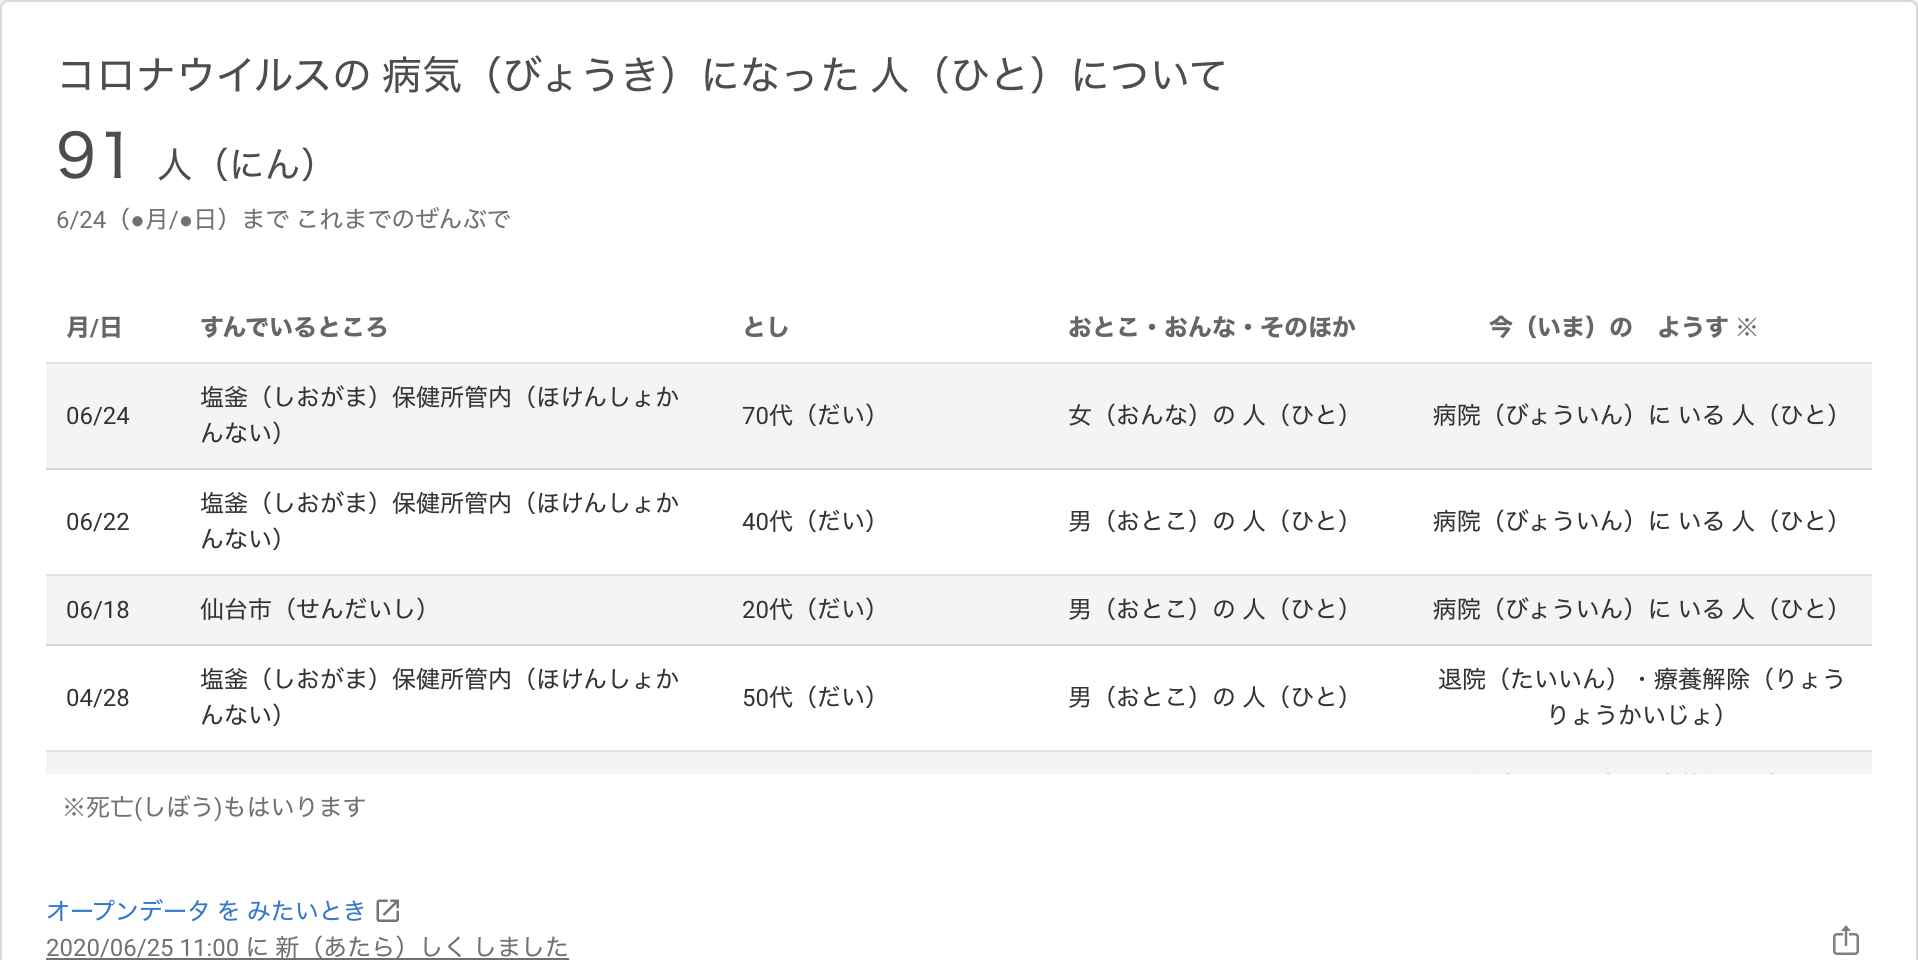 コロナウイルスの 病気（びょうき）になった 人（ひと）について
91 人（にん）
6/24（●月/●日）まで これまでのぜんぶで
月/日 すんでいるところ とし おとこ・おんな・そのほか 今（いま）の　ようす ※
06/24 塩釜（しおがま）保健所管内（ほけんしょか
んない） 70代（だい） 女（おんな）の 人（ひと） 病院（びょういん）に いる 人（ひと）
06/22 塩釜（しおがま）保健所管内（ほけんしょか
んない） 40代（だい） 男（おとこ）の 人（ひと） 病院（びょういん）に いる 人（ひと）
06/18 仙台市（せんだいし） 20代（だい） 男（おとこ）の 人（ひと） 病院（びょういん）に いる 人（ひと）
04/28 塩釜（しおがま）保健所管内（ほけんしょか
んない） 50代（だい） 男（おとこ）の 人（ひと） 退院（たいいん）・療養解除（りょう
りょうかいじょ）
※死亡(しぼう)もはいります
オープンデータ を みたいとき
2020/06/25 11:00 に 新（あたら）しく しました